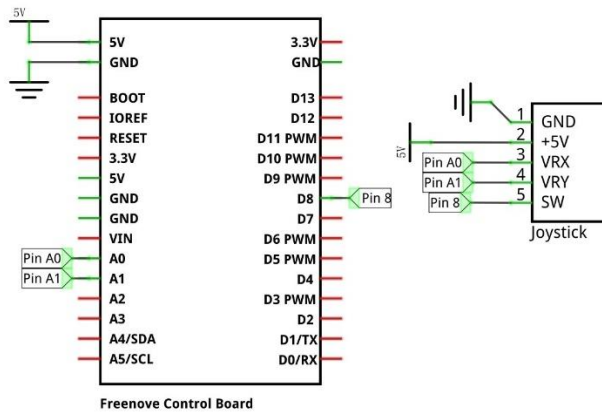 5V
5V 3.3V
GND GND
BOOT D13
IOREF D12
RESET D11 PWM
3.3V D10 PWM
5V D9 PWM
GND D8 Pin 8
GND D7
VIN D6 PWM
Pin A0 A0 D5 PWM
Pin A1 A1 D4
A2 D3 PWM
A3 D2
A4/SDA D1/TX
A5/SCL D0/RX
Freenove Control Board
1 GND
5V 2 +5V
Pin A0 3 VRX
Pin A1 4 VRY
Pin 8 5 SW
Joystick